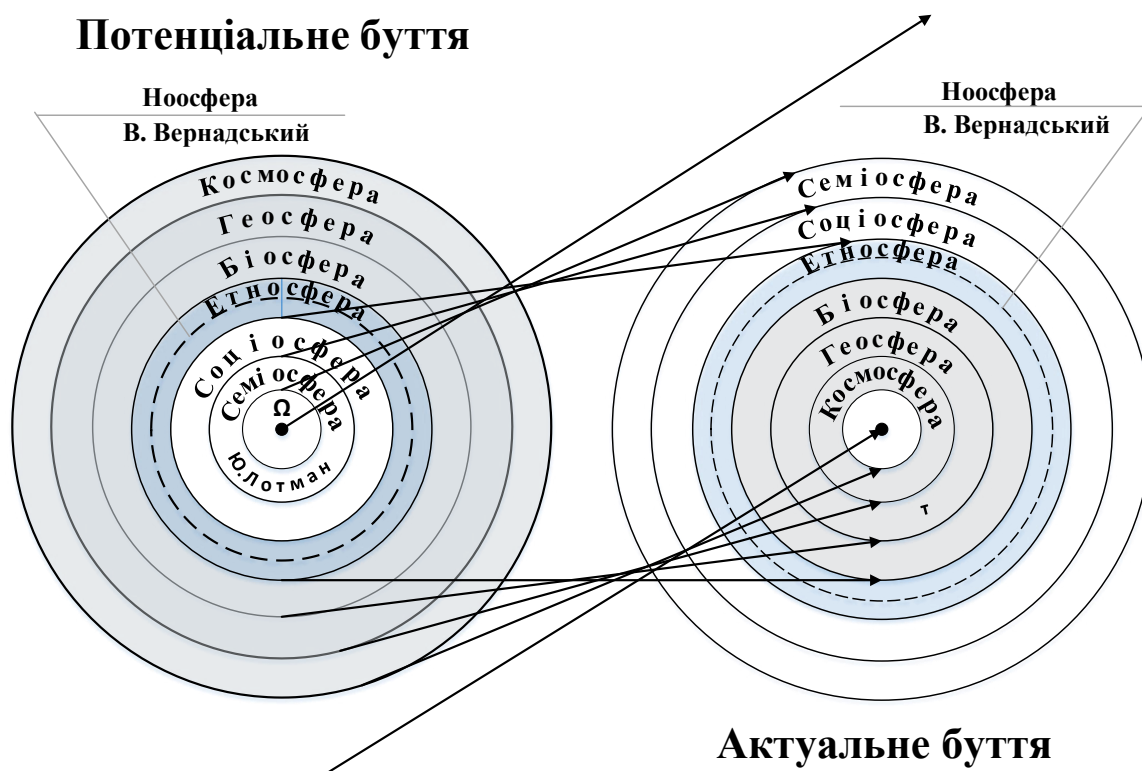 Потенціальне буття
Ноосфера
В. Вернадський
Космосфера
Геосфера
Біосфера
Етносфера
Соціосфера
Семіосфера
Ω
Ю.Лотман
Ноосфера
В. Вернадський
Семіосфера
Соціосфера
Етносфера
Біосфера
Геосфера
Космосфера
т
Актуальне буття